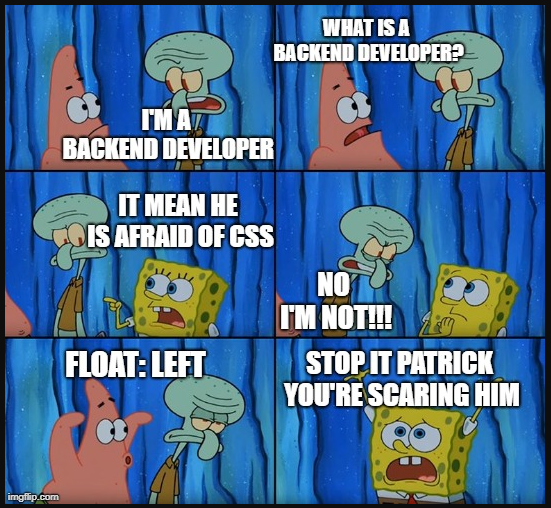 I'M A
BACKEND DEVELOPER
WHAT IS A
BACKEND DEVELOPER?
IT MEAN HE
IS AFRAID OF CSS
NO
I'M NOT!!!
FLOAT: LEFT
STOP IT PATRICK
YOU'RE SCARING HIM
imgflip.com